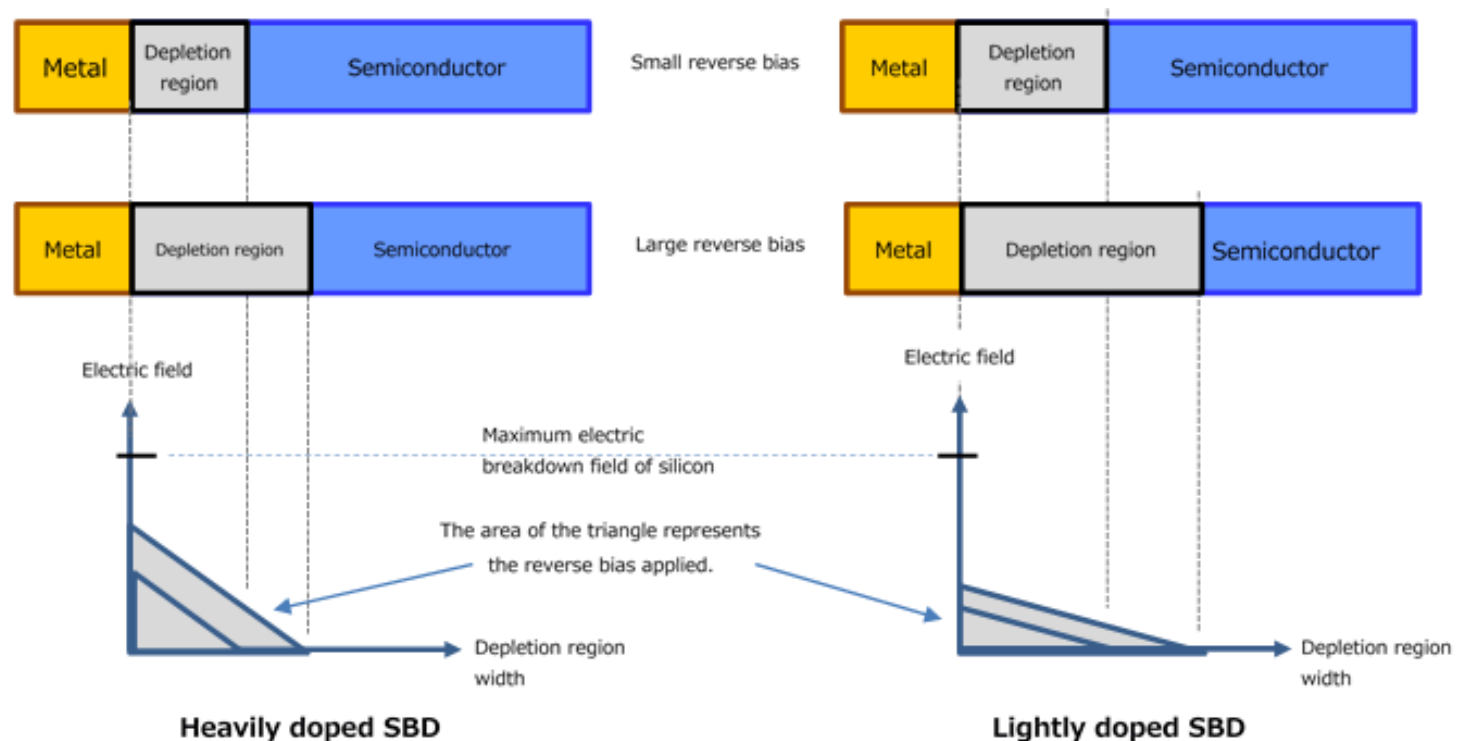 Metal
Depletion
region
Semiconductor
Small reverse bias
Metal
Depletion
region
Semiconductor
Metal
Depletion region
Semiconductor
Large reverse bias
Metal
Depletion region
Semiconductor
Electric field
Electric field
Maximum electric
breakdown field of silicon
The area of the triangle represents
the reverse bias applied.
Depletion region
width
Depletion region
width
Heavily doped SBD
Lightly doped SBD